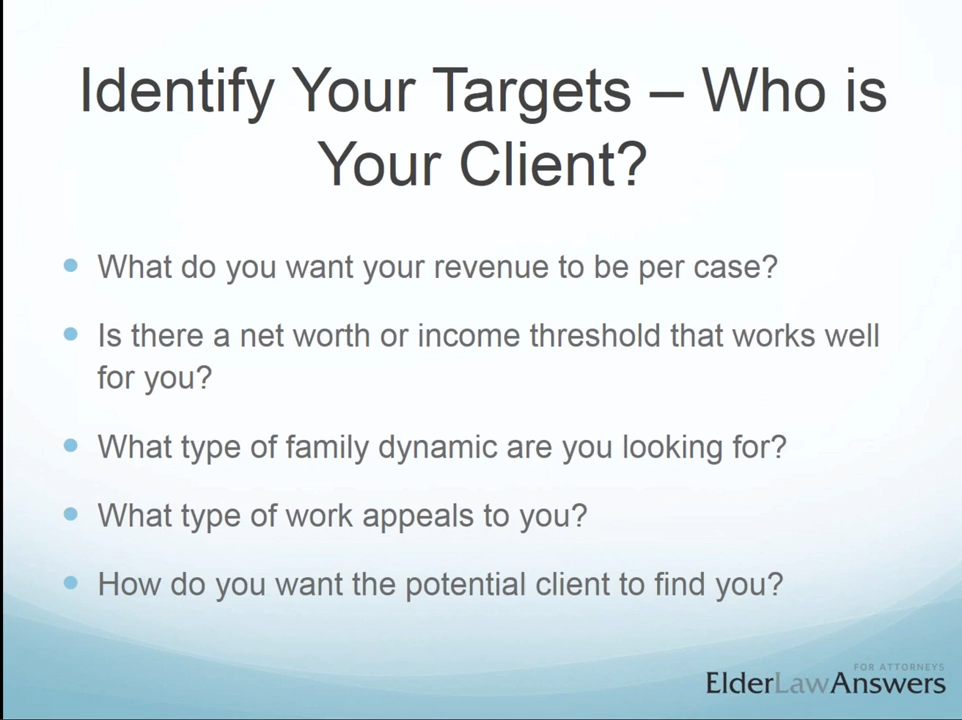 Identify Your Targets – Who is
Your Client?
What do you want your revenue to be per case?
Is there a net worth or income threshold that works well
for you?
What type of family dynamic are you looking for?
What type of work appeals to you?
How do you want the potential client to find you?
FOR ATTORNEYS
ElderLawAnswers